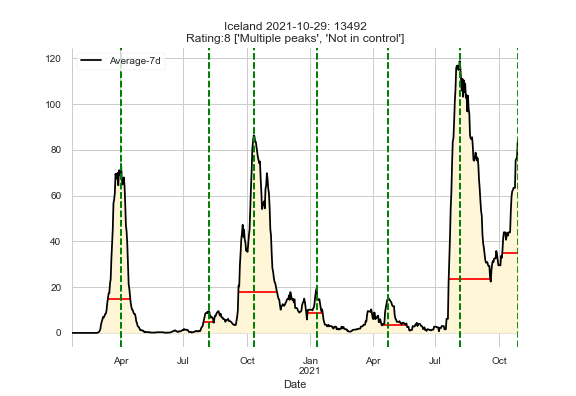 Iceland 2021-10-29: 13492
Rating:8 ['Multiple peaks', 'Not in control']
Average-7d
120
100
80
60
40
20
0
Apr Jul Oct Jan Apr Jul Oct
2021
Date